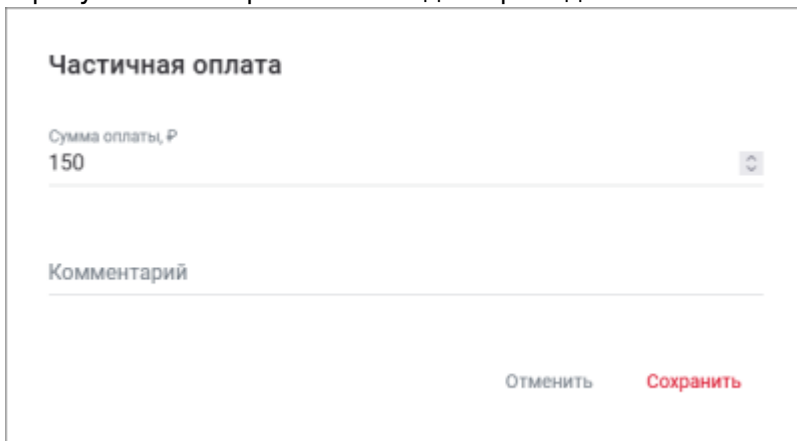 Частичная оплата
Сумма оплаты, ₽
150
Комментарий
Отменить Сохранить